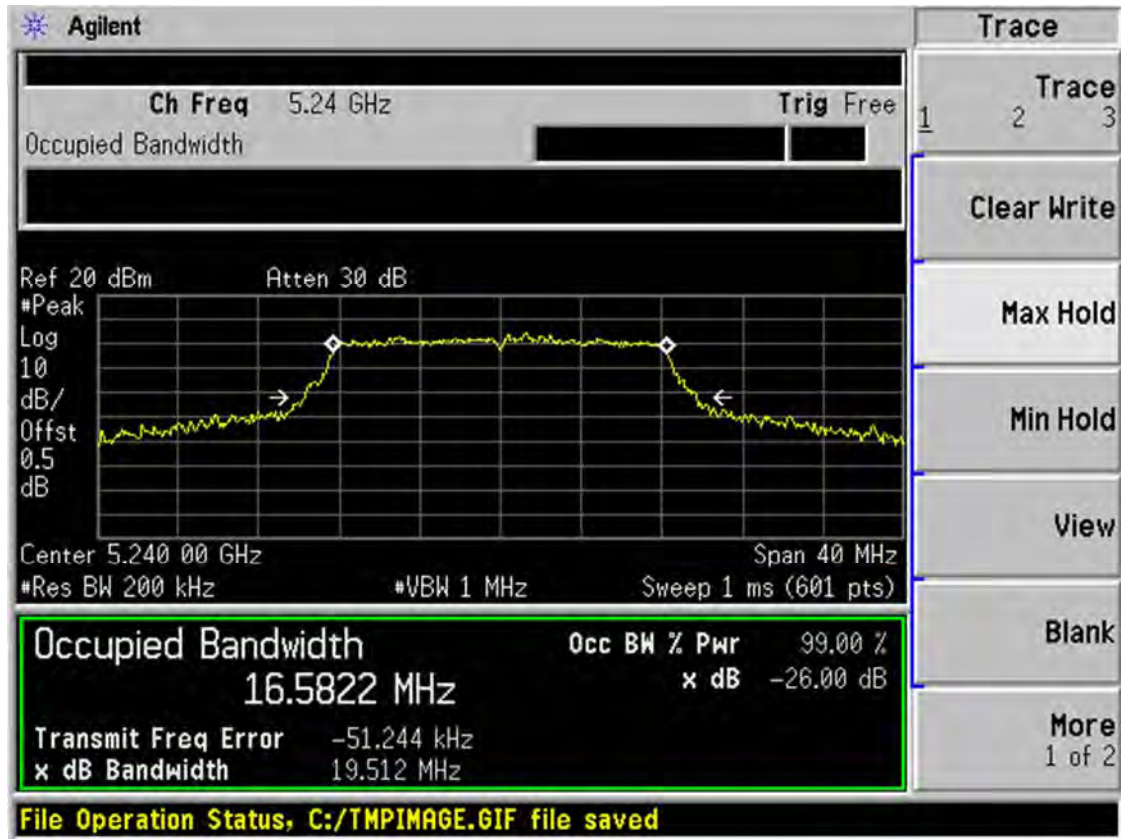 Agilent
Ch Freq 5.24 GHz Trig Free
Occupied Bandwidth
Ref 20 dBm Atten 30 dB
#Peak
Log
10
dB/
Offst
0.5
dB
Center 5.240 00 GHz Span 40 MHz
#Res BW 200 kHz #VBW 1 MHz Sweep 1 ms (601 pts)
Occupied Bandwidth
16.5822 MHz
Occ BW % Pwr 99.00 %
x dB -26.00 dB
Transmit Freq Error -51.244 kHz
x dB Bandwidth 19.512 MHz
File Operation Status, C:/TMPIMAGE.GIF file saved
Trace
Trace
1 2 3
Clear Write
Max Hold
Min Hold
View
Blank
More
1 of 2